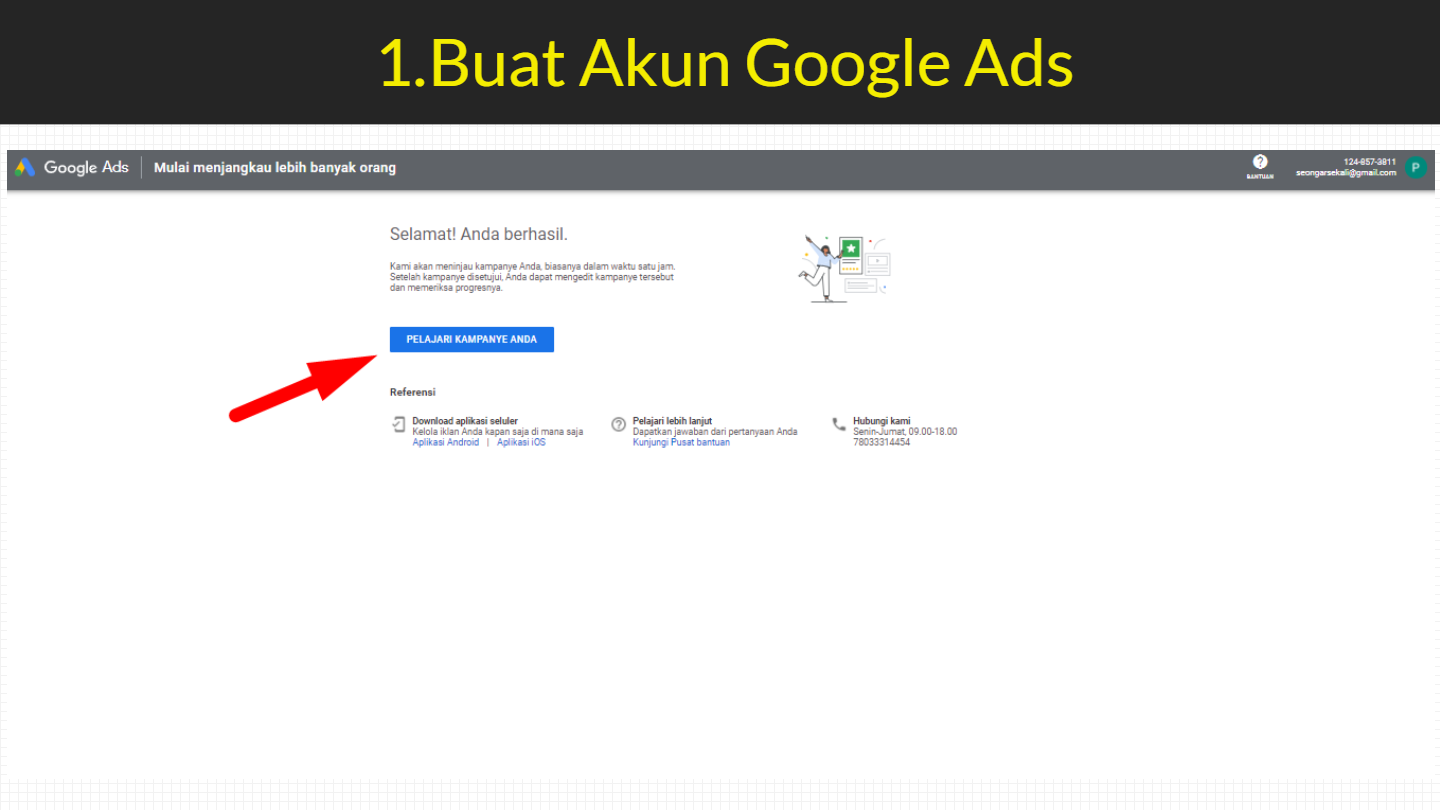 1.Buat Akun Google Ads
Google Ads
Mulai menjangkau lebih banyak orang
?
BANTUAN
124-857-3811
seongarsekali@gmail.com
P
Selamat! Anda berhasil.
Kami akan meninjau kampanye Anda, biasanya dalam waktu satu jam.
Setelah kampanye disetujui, Anda dapat mengedit kampanye tersebut
dan memeriksa progresnya.
PELAJARI KAMPANYE ANDA
Referensi
Download aplikasi seluler
Kelola iklan Anda kapan saja di mana saja
Aplikasi Android | Aplikasi iOS
?
Pelajari lebih lanjut
Dapatkan jawaban dari pertanyaan Anda
Kunjungi Pusat bantuan
Hubungi kami
Senin-Jumat, 09.00-18.00
78033314454